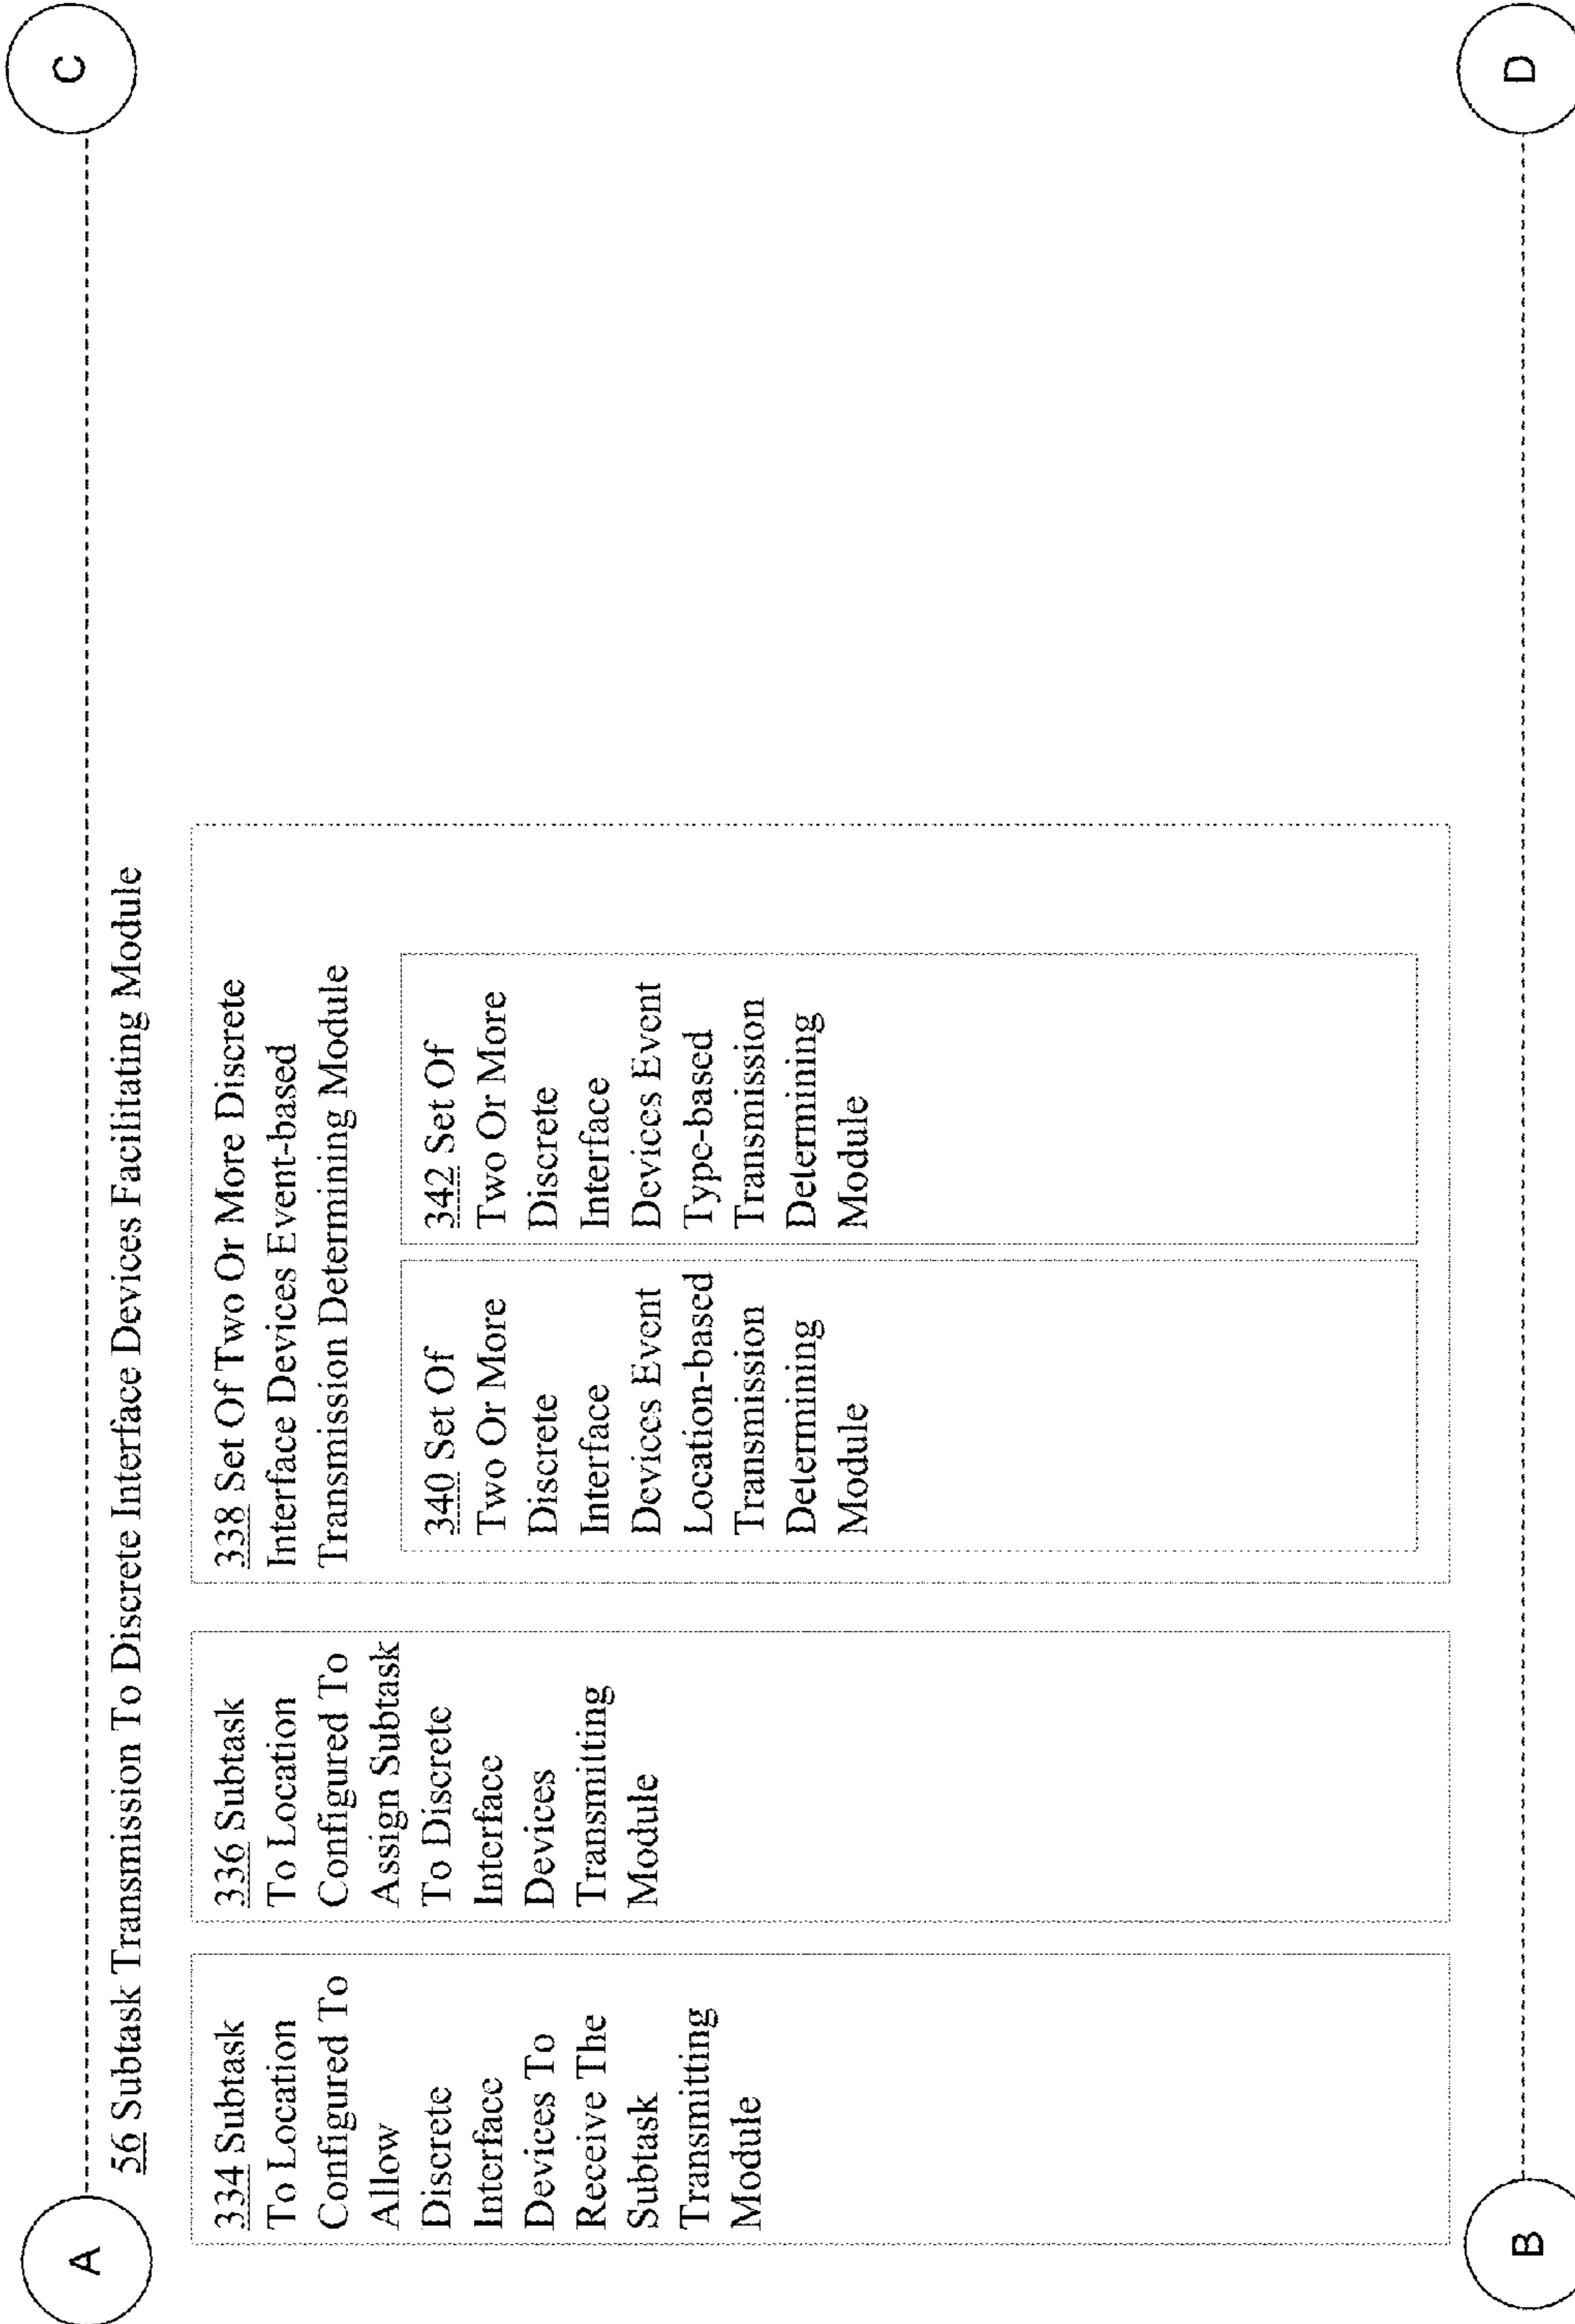 A
C
56 Subtask Transmission To Discrete Interface Devices Facilitating Module
334 Subtask
To Location
Configured To
Allow
Discrete
Interface
Devices To
Receive The
Subtask
Transmitting
Module
336 Subtask
To Location
Configured To
Assign Subtask
To Discrete
Interface
Devices
Transmitting
Module
338 Set Of Two Or More Discrete
Interface Devices Event-based
Transmission Determining Module
340 Set Of
Two Or More
Discrete
Interface
Devices Event
Location-based
Transmission
Determining
Module
342 Set Of
Two Or More
Discrete
Interface
Devices Event
Type-based
Transmission
Determining
Module
B
D